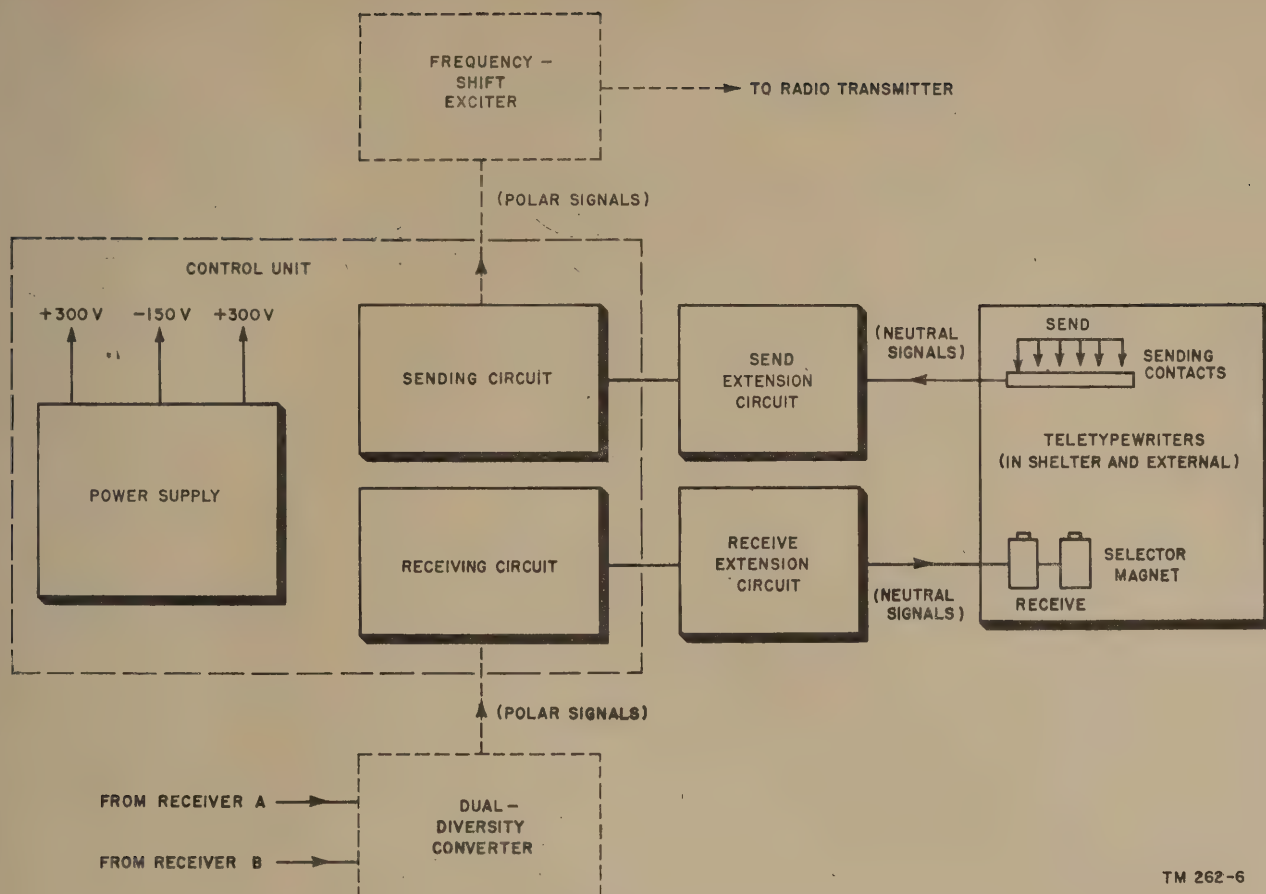 FREQUENCY –
SHIFT
EXCITER
TO RADIO TRANSMITTER
(POLAR SIGNALS)
CONTROL UNIT
+300 V -150 V +300 V
POWER SUPPLY
SENDING CIRCUIT
SEND
EXTENSION
CIRCUIT
(NEUTRAL
SIGNALS)
SEND
SENDING
CONTACTS
TELETYPEWRITERS
(IN SHELTER AND EXTERNAL)
RECEIVING CIRCUIT
RECEIVE
EXTENSION
CIRCUIT
(NEUTRAL
SIGNALS)
SELECTOR
MAGNET
RECEIVE
(POLAR SIGNALS)
FROM RECEIVER A
FROM RECEIVER B
DUAL –
DIVERSITY
CONVERTER
TM 262-6